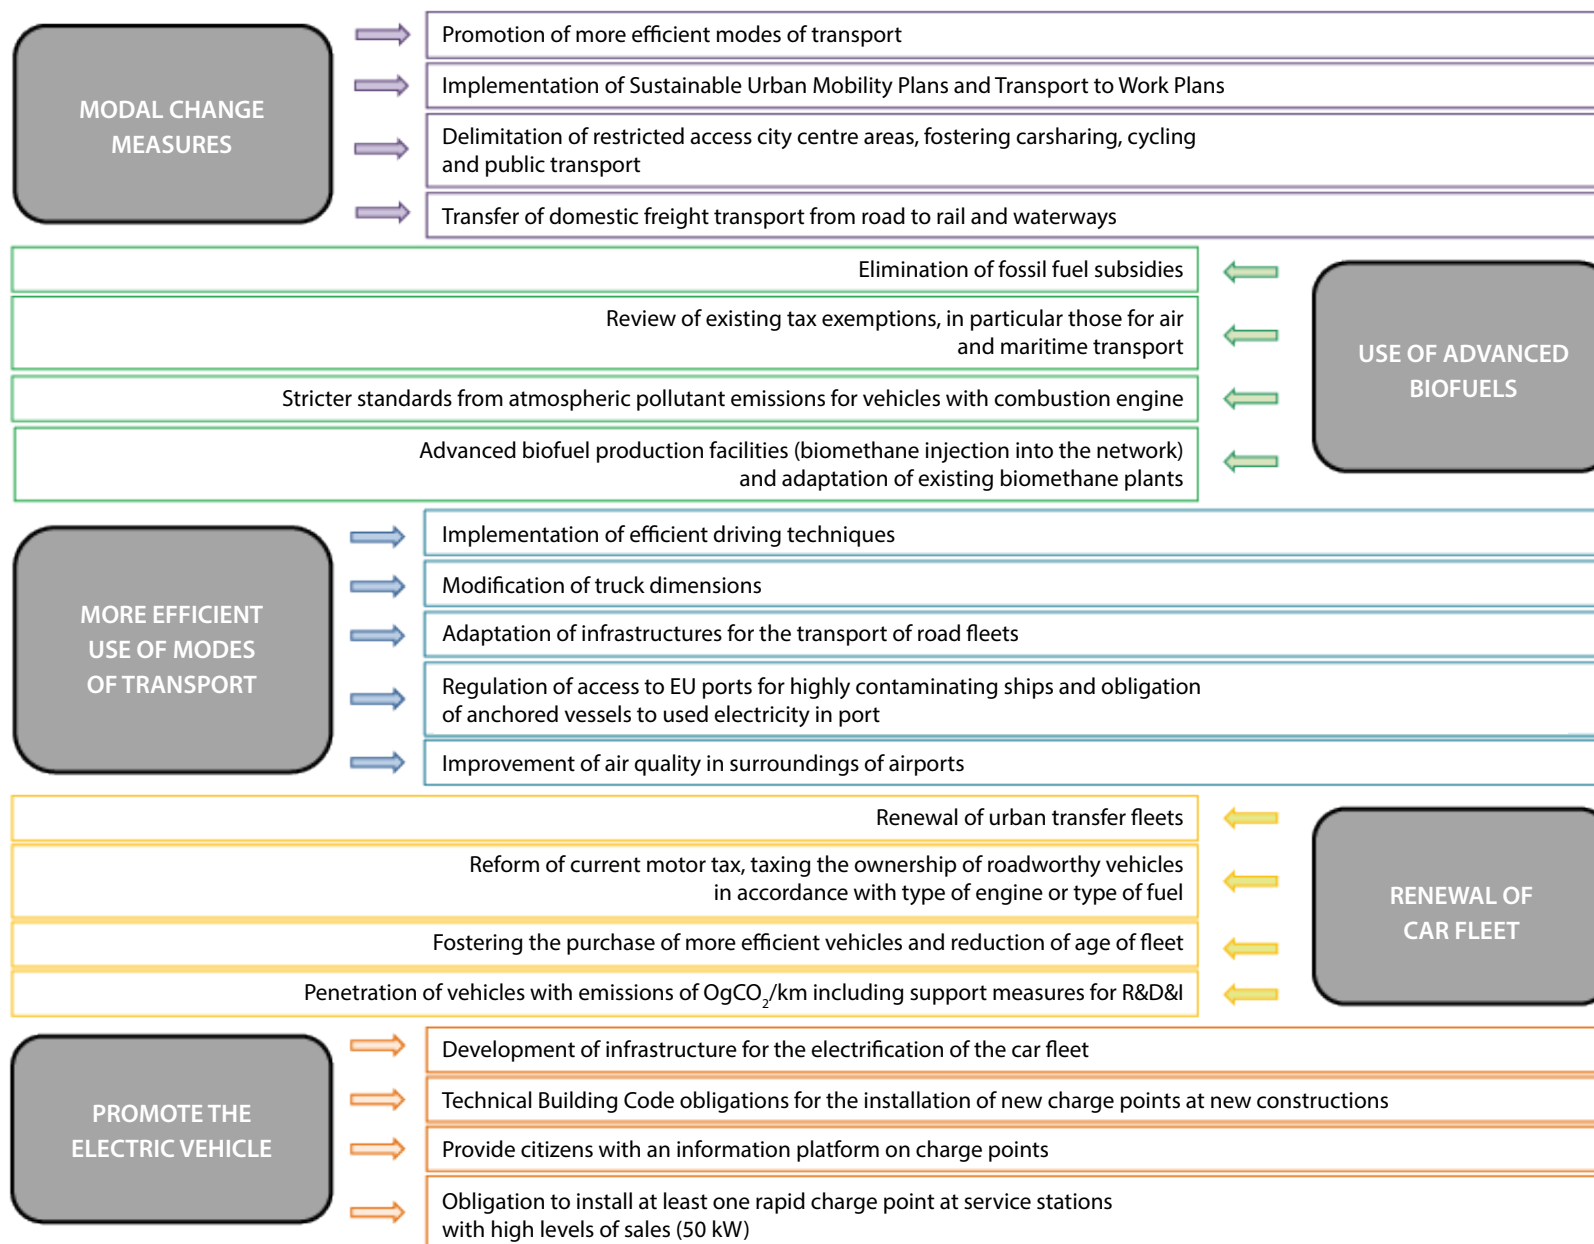 MODAL CHANGE
MEASURES
Promotion of more efficient modes of transport
Implementation of Sustainable Urban Mobility Plans and Transport to Work Plans
Delimitation of restricted access city centre areas, fostering carsharing, cycling
and public transport
Transfer of domestic freight transport from road to rail and waterways
USE OF ADVANCED
BIOFUELS
Elimination of fossil fuel subsidies
Review of existing tax exemptions, in particular those for air
and maritime transport
Stricter standards from atmospheric pollutant emissions for vehicles with combustion engine
Advanced biofuel production facilities (biomethane injection into the network)
and adaptation of existing biomethane plants
MORE EFFICIENT
USE OF MODES
OF TRANSPORT
Implementation of efficient driving techniques
Modification of truck dimensions
Adaptation of infrastructures for the transport of road fleets
Regulation of access to EU ports for highly contaminating ships and obligation
of anchored vessels to used electricity in port
Improvement of air quality in surroundings of airports
RENEWAL OF
CAR FLEET
Renewal of urban transfer fleets
Reform of current motor tax, taxing the ownership of roadworthy vehicles
in accordance with type of engine or type of fuel
Fostering the purchase of more efficient vehicles and reduction of age of fleet
Penetration of vehicles with emissions of OgCO₂/km including support measures for R&D&I
PROMOTE THE
ELECTRIC VEHICLE
Development of infrastructure for the electrification of the car fleet
Technical Building Code obligations for the installation of new charge points at new constructions
Provide citizens with an information platform on charge points
Obligation to install at least one rapid charge point at service stations
with high levels of sales (50 kW)